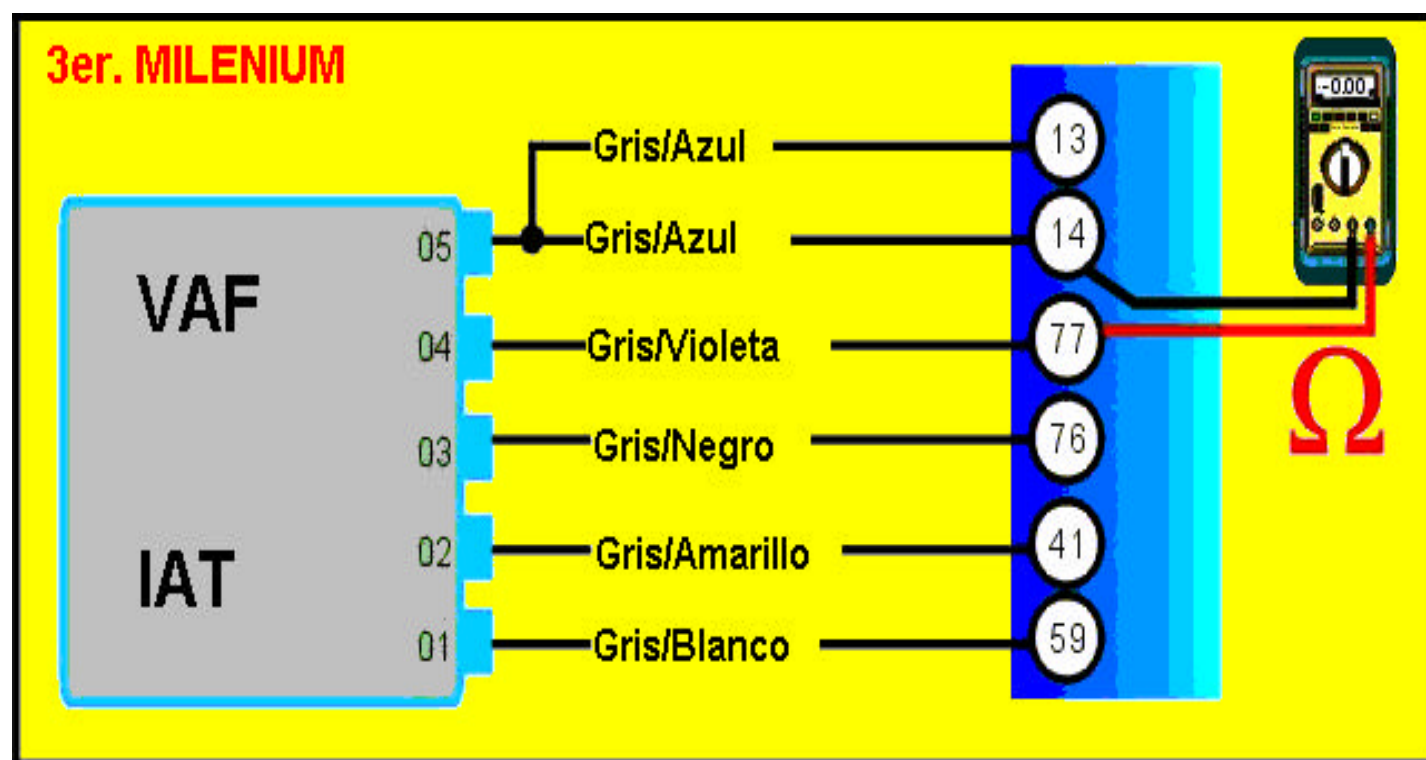 3er. MILENIUM
-0.00
Gris/Azul
13
05
Gris/Azul
14
VAF
04
Gris/Violeta
77
Ω
03
Gris/Negro
76
IAT
02
Gris/Amarillo
41
01
Gris/Blanco
59